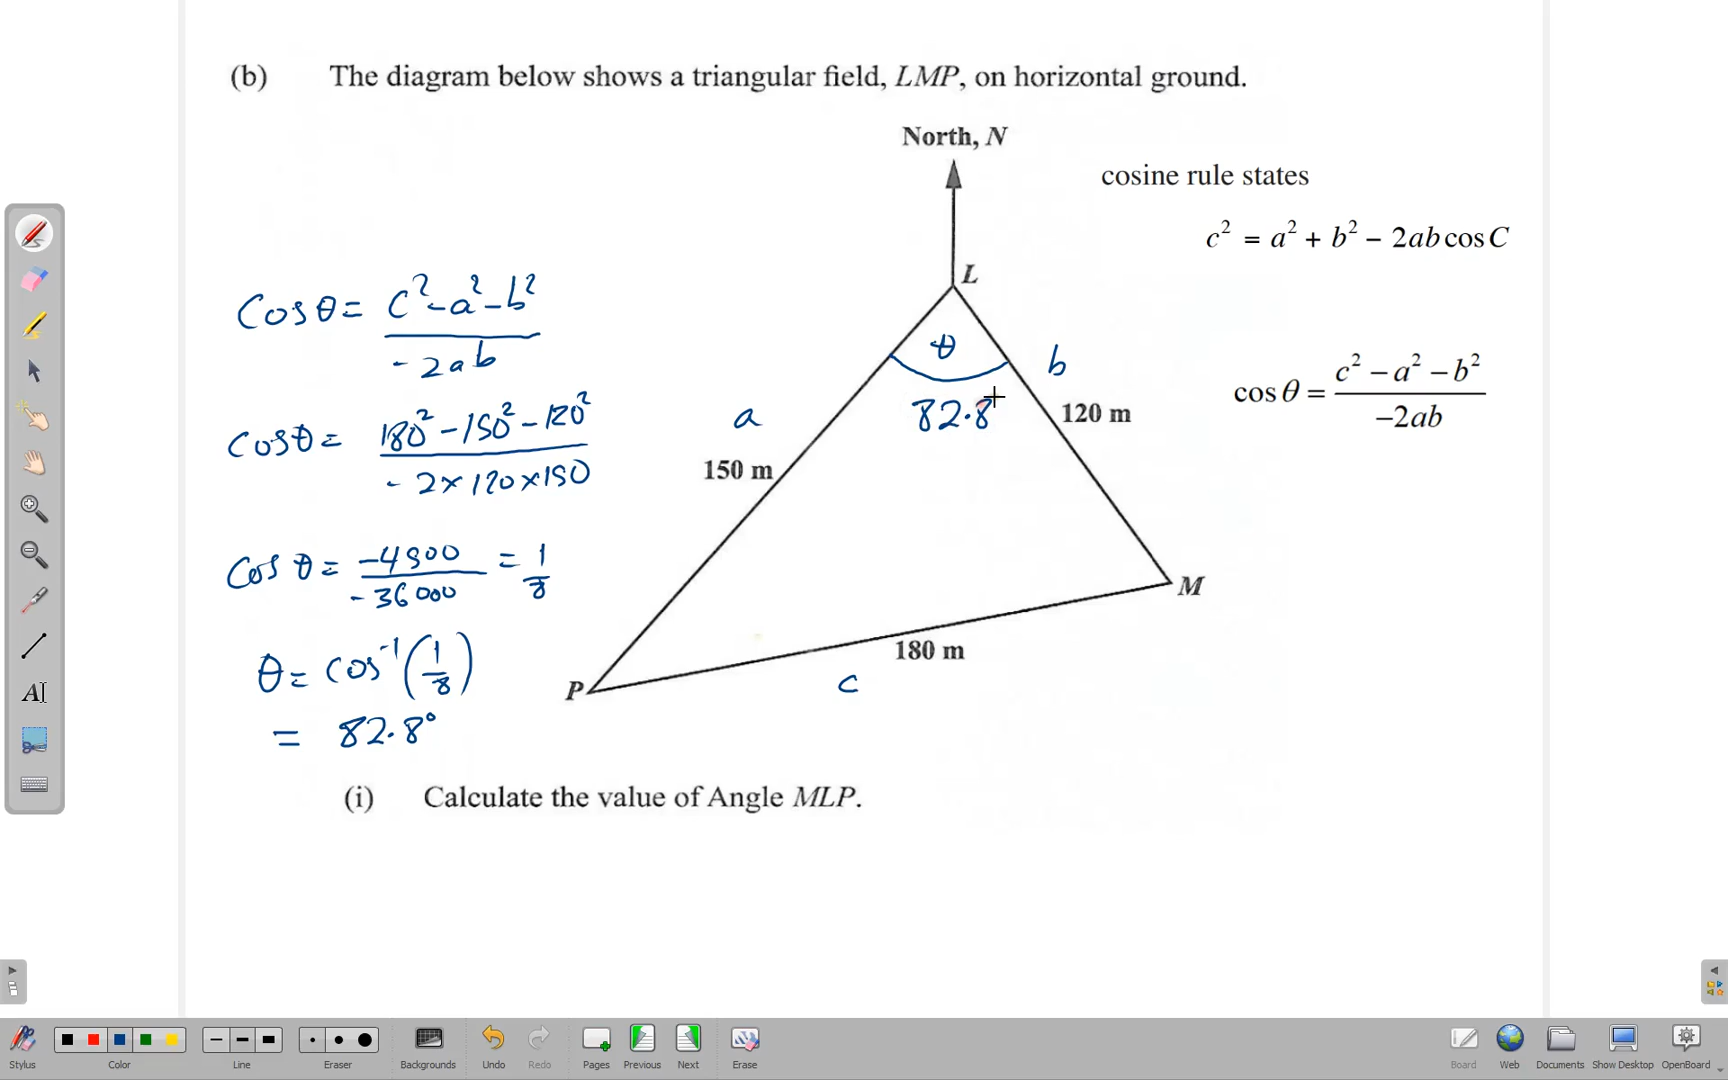 (b) The diagram below shows a triangular field, LMP, on horizontal ground.
North, N
cosine rule states
c² = a² + b² − 2ab cos C
L
Cos θ = c² - a² - b² / - 2ab
θ
b
cos θ = c² − a² − b² / −2ab
82.8
120 m
a
150 m
Cos θ = 180² - 150² - 120² / - 2 × 120 × 150
Cos θ = -4500 / -36000 = 1/8
M
180 m
θ = cos⁻¹(1/8)
P
c
= 82.8°
(i) Calculate the value of Angle MLP.
Stylus
Color
Line
Eraser
Backgrounds
Undo
Redo
Pages
Previous
Next
Erase
Board
Web
Documents
Show Desktop
OpenBoard